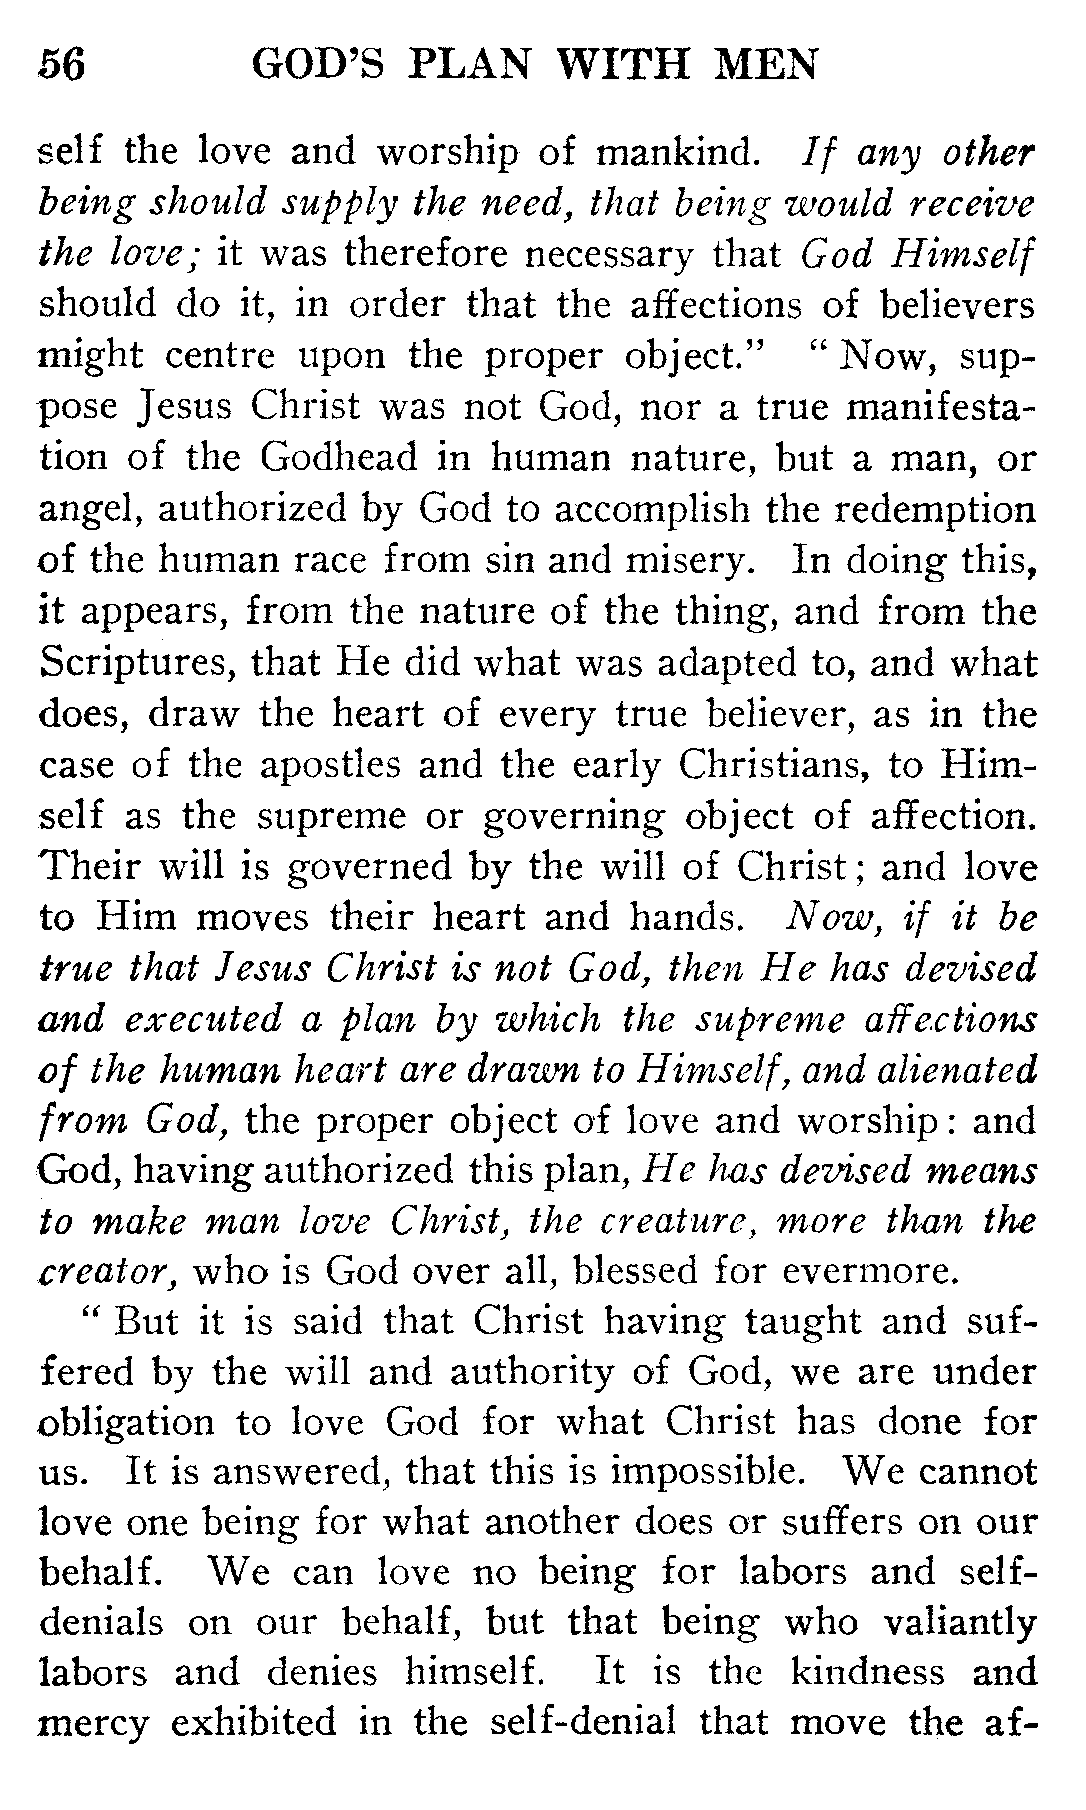 56 GOD'S PLAN WITH MEN
self the love and worship of mankind. If any other
being should supply the need, that being would receive
the love; it was therefore necessary that God Himself
should do it, in order that the affections of believers
might centre upon the proper object." " Now, sup-
pose Jesus Christ was not God, nor a true manifesta-
tion of the Godhead in human nature, but a man, or
angel, authorized by God to accomplish the redemption
of the human race from sin and misery. In doing this,
it appears, from the nature of the thing, and from the
Scriptures, that He did what was adapted to, and what
does, draw the heart of every true believer, as in the
case of the apostles and the early Christians, to Him-
self as the supreme or governing object of affection.
Their will is governed by the will of Christ; and love
to Him moves their heart and hands. Now, if it be
true that Jesus Christ is not God, then He has devised
and executed a plan by which the supreme affections
of the human heart are drawn to Himself, and alienated
from God, the proper object of love and worship: and
God, having authorized this plan, He has devised means
to make man love Christ, the creature, more than the
creator, who is God over all, blessed for evermore.
" But it is said that Christ having taught and suf-
fered by the will and authority of God, we are under
obligation to love God for what Christ has done for
us. It is answered, that this is impossible. We cannot
love one being for what another does or suffers on our
behalf. We can love no being for labors and self-
denials on our behalf, but that being who valiantly
labors and denies himself. It is the kindness and
mercy exhibited in the self-denial that move the af-